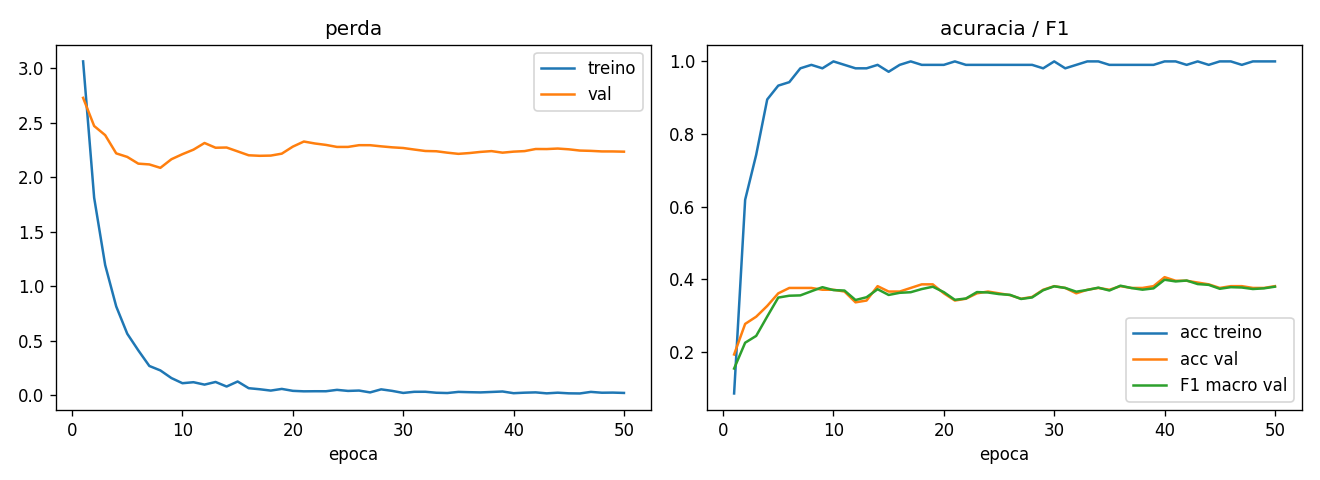 perda
3.0
2.5
2.0
1.5
1.0
0.5
0.0
0 10 20 30 40 50
epoca
treino
val
acuracia / F1
1.0
0.8
0.6
0.4
0.2
0 10 20 30 40 50
epoca
acc treino
acc val
F1 macro val